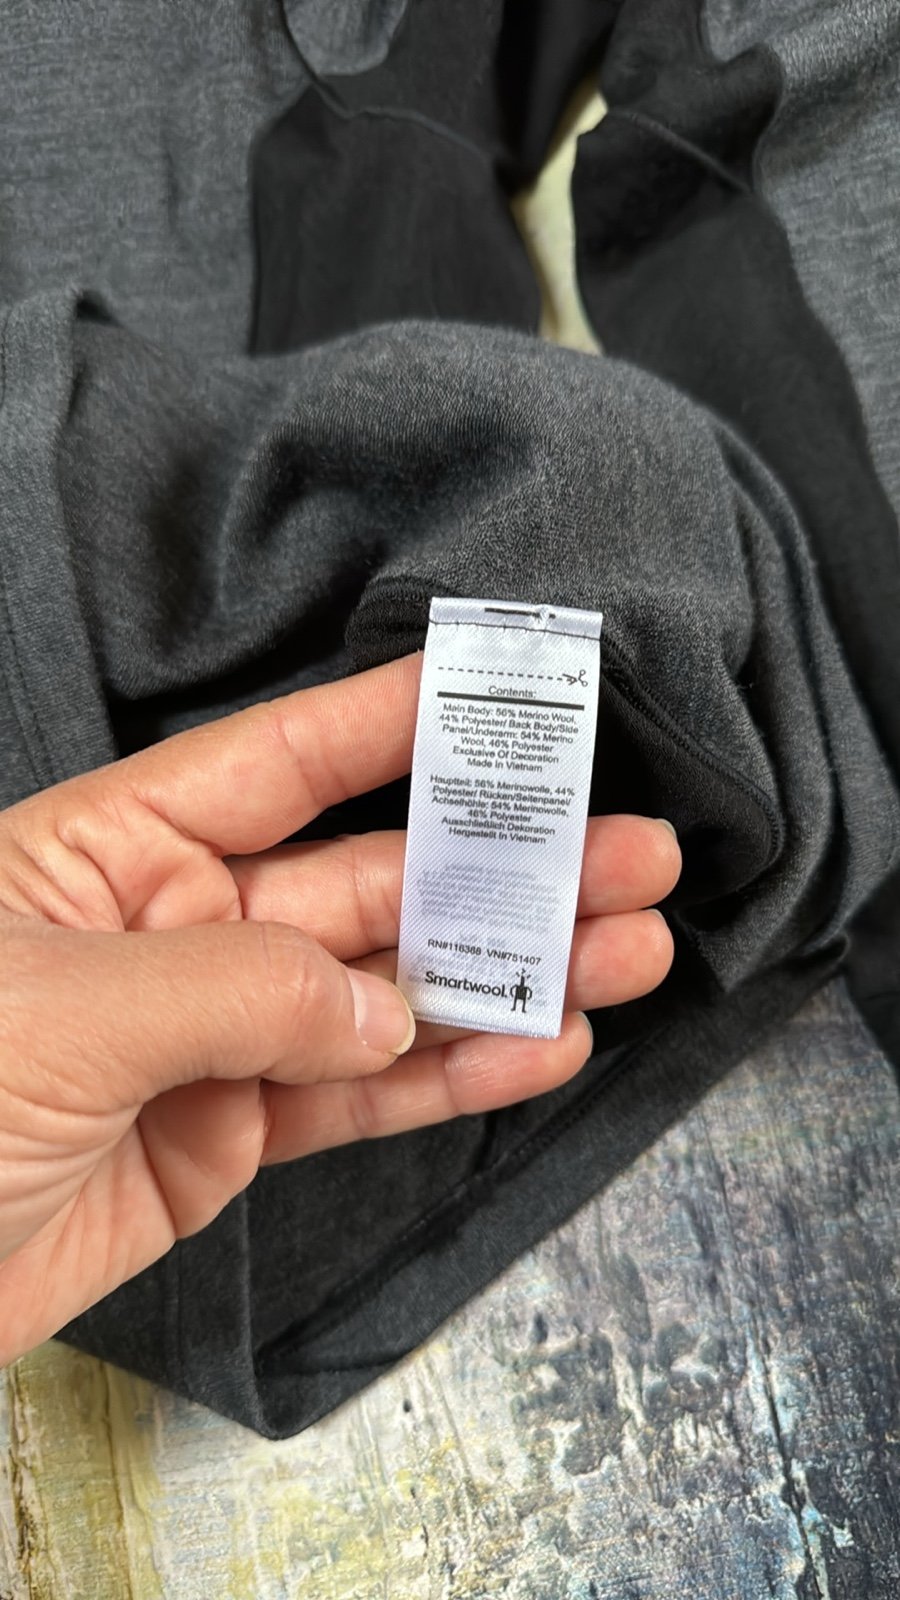 Contents:
Main Body: 56% Merino Wool,
44% Polyester/ Back Body/Side
Panel/Underarm: 54% Merino
Wool, 46% Polyester
Exclusive Of Decoration
Made In Vietnam
Hauptteil: 56% Merinowolle, 44%
Polyester/ Rücken/Seitenpanel/
Achselhöhle: 54% Merinowolle,
46% Polyester
Ausschließlich Dekoration
Hergestellt In Vietnam
RN#116388 VN#751407
Smartwool